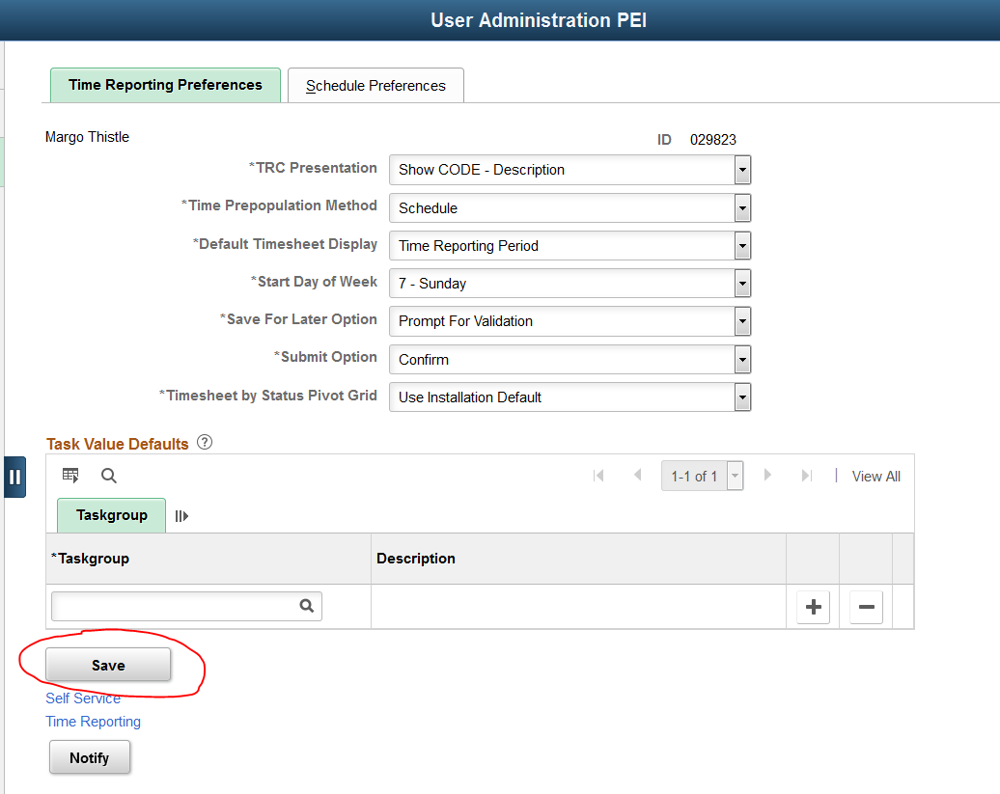 User Administration PEI
Time Reporting Preferences
Schedule Preferences
Margo Thistle
ID 029823
*TRC Presentation Show CODE - Description
*Time Prepopulation Method Schedule
*Default Timesheet Display Time Reporting Period
*Start Day of Week 7 - Sunday
*Save For Later Option Prompt For Validation
*Submit Option Confirm
*Timesheet by Status Pivot Grid Use Installation Default
Task Value Defaults ?
1-1 of 1 | View All
Taskgroup
*Taskgroup Description
Save
Self Service
Time Reporting
Notify